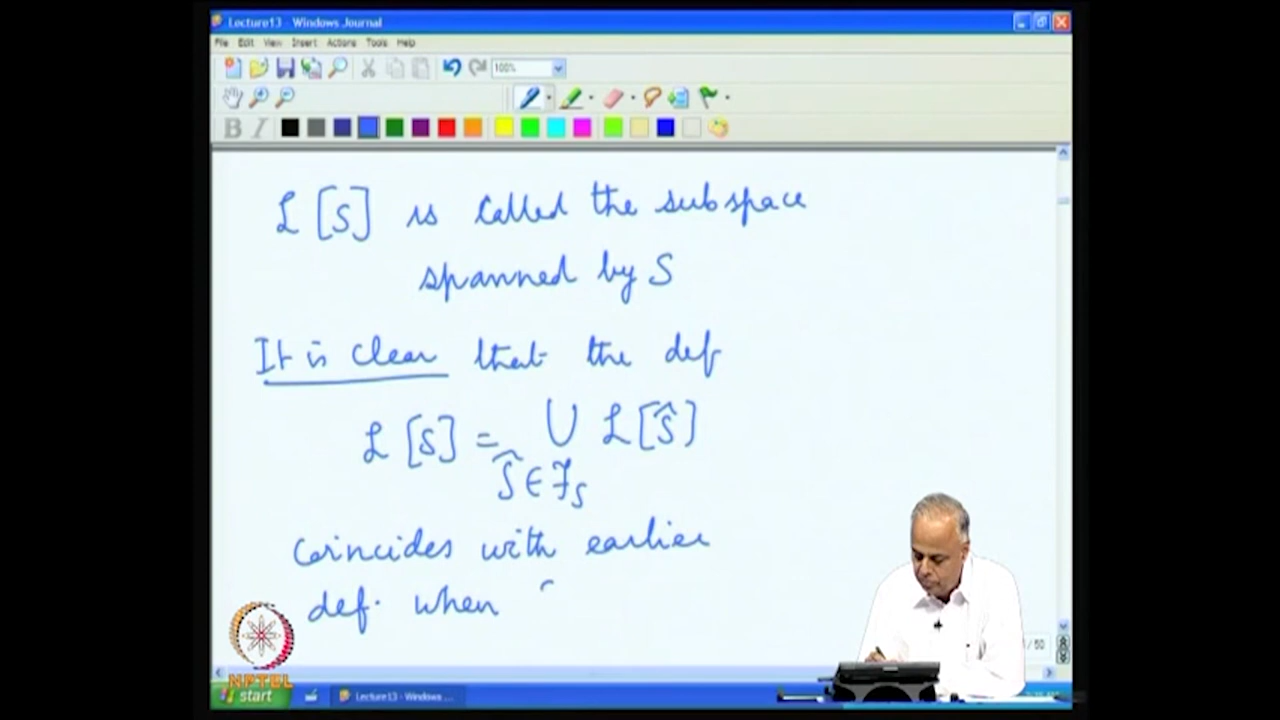 Lecture13 - Windows Journal
File Edit View Insert Actions Tools Help
100%
B I
ℒ [S] is called the subspace
spanned by S
It is clear that the def
ℒ [S] = ⋃ ℒ [Ŝ]
Ŝ ∈ ℱ_S
coincides with earlier
def. when
/50
NPTEL
start Lecture13 - Windows ...